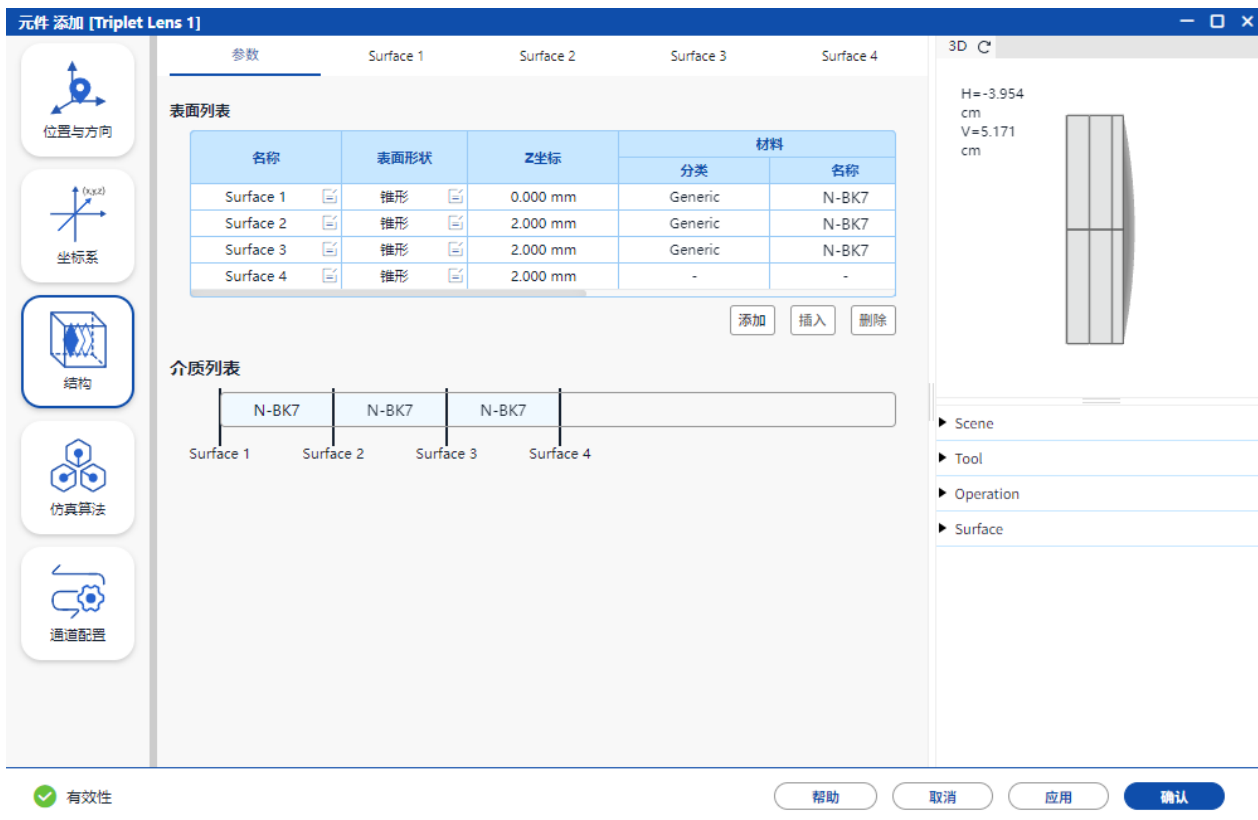 元件 添加 [Triplet Lens 1]
位置与方向
(x,y,z)
坐标系
结构
仿真算法
通道配置
参数 Surface 1 Surface 2 Surface 3 Surface 4
表面列表
名称 表面形状 Z坐标 材料
分类 名称
Surface 1 锥形 0.000 mm Generic N-BK7
Surface 2 锥形 2.000 mm Generic N-BK7
Surface 3 锥形 2.000 mm Generic N-BK7
Surface 4 锥形 2.000 mm - -
添加 插入 删除
介质列表
N-BK7 N-BK7 N-BK7
Surface 1 Surface 2 Surface 3 Surface 4
3D
H=-3.954
cm
V=5.171
cm
Scene
Tool
Operation
Surface
有效性
帮助 取消 应用 确认